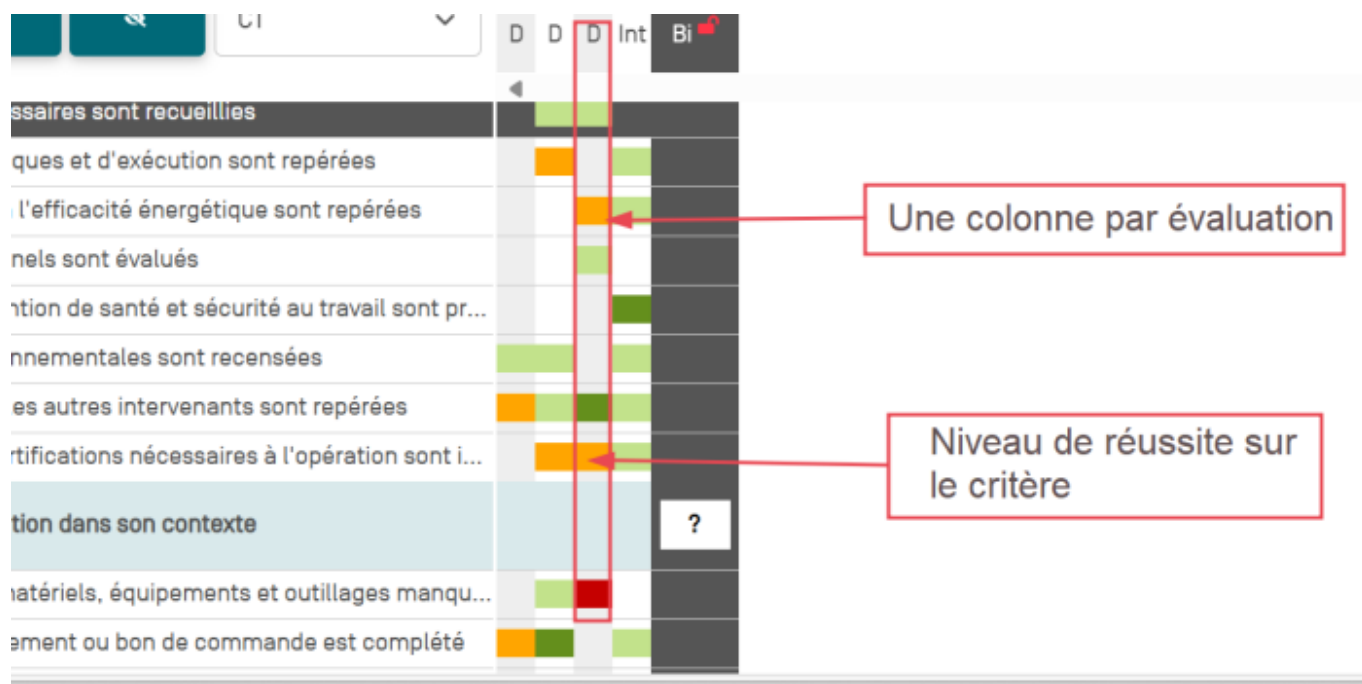 C1
D D D Int Bi
ssaires sont recueillies
ques et d'exécution sont repérées
l'efficacité énergétique sont repérées
Une colonne par évaluation
nels sont évalués
ntion de santé et sécurité au travail sont pr...
nnementales sont recensées
es autres intervenants sont repérées
rtifications nécessaires à l'opération sont i...
Niveau de réussite sur
le critère
tion dans son contexte
?
natériels, équipements et outillages manqu...
ement ou bon de commande est complété